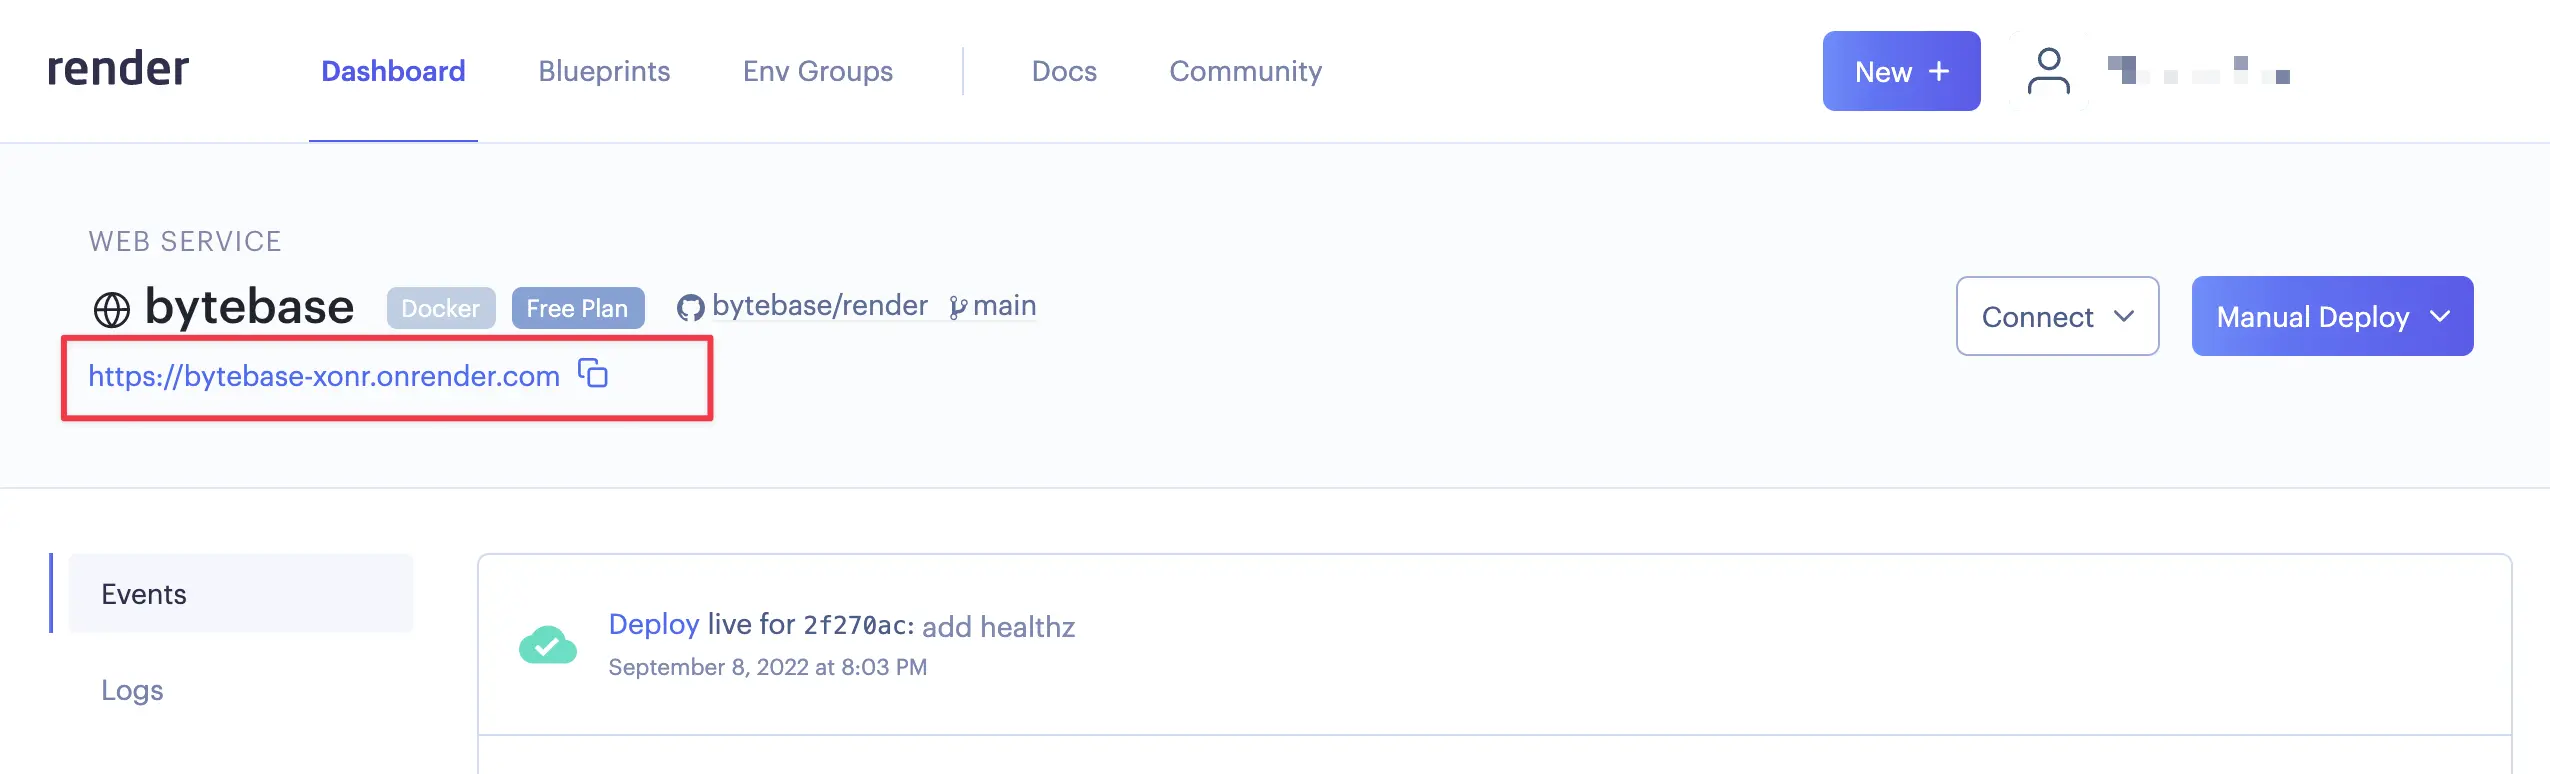 render Dashboard Blueprints Env Groups Docs Community New +
WEB SERVICE
bytebase Docker Free Plan bytebase/render main
Connect Manual Deploy
https://bytebase-xonr.onrender.com
Events
Logs
Deploy live for 2f270ac: add healthz
September 8, 2022 at 8:03 PM